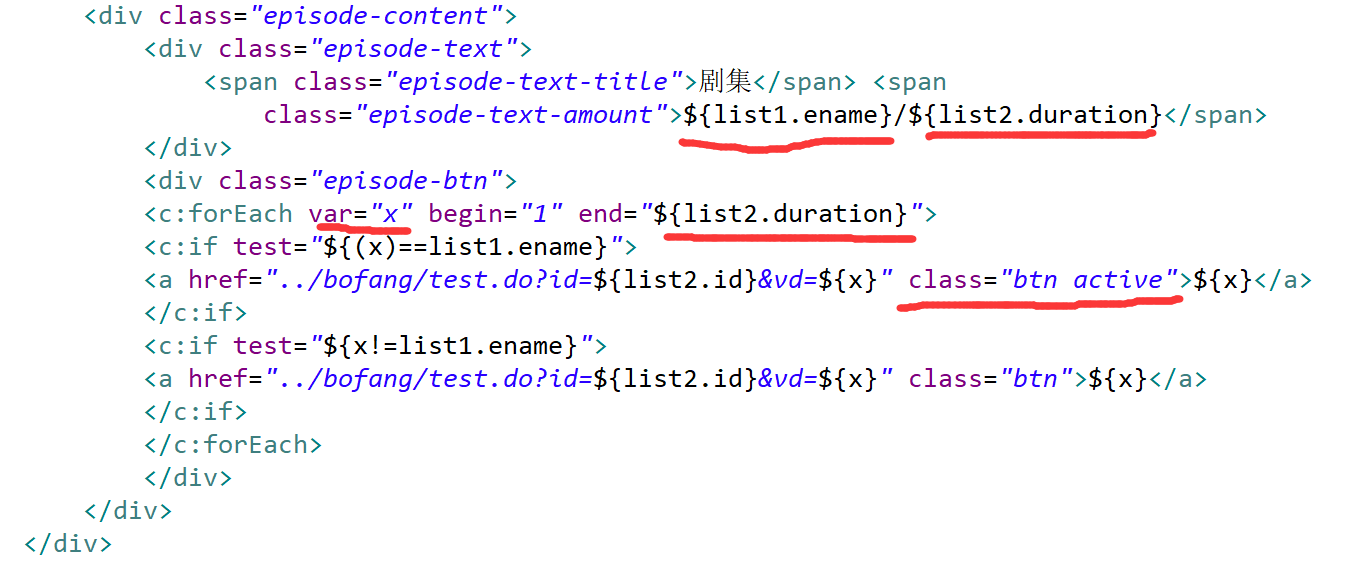 <div class="episode-content">
<div class="episode-text">
<span class="episode-text-title">剧集</span> <span
class="episode-text-amount">${list1.ename}/${list2.duration}</span>
</div>
<div class="episode-btn">
<c:forEach var="x" begin="1" end="${list2.duration}">
<c:if test="${(x)==list1.ename}">
<a href="../bofang/test.do?id=${list2.id}&vd=${x}" class="btn active">${x}</a>
</c:if>
<c:if test="${x!=list1.ename}">
<a href="../bofang/test.do?id=${list2.id}&vd=${x}" class="btn">${x}</a>
</c:if>
</c:forEach>
</div>
</div>
</div>